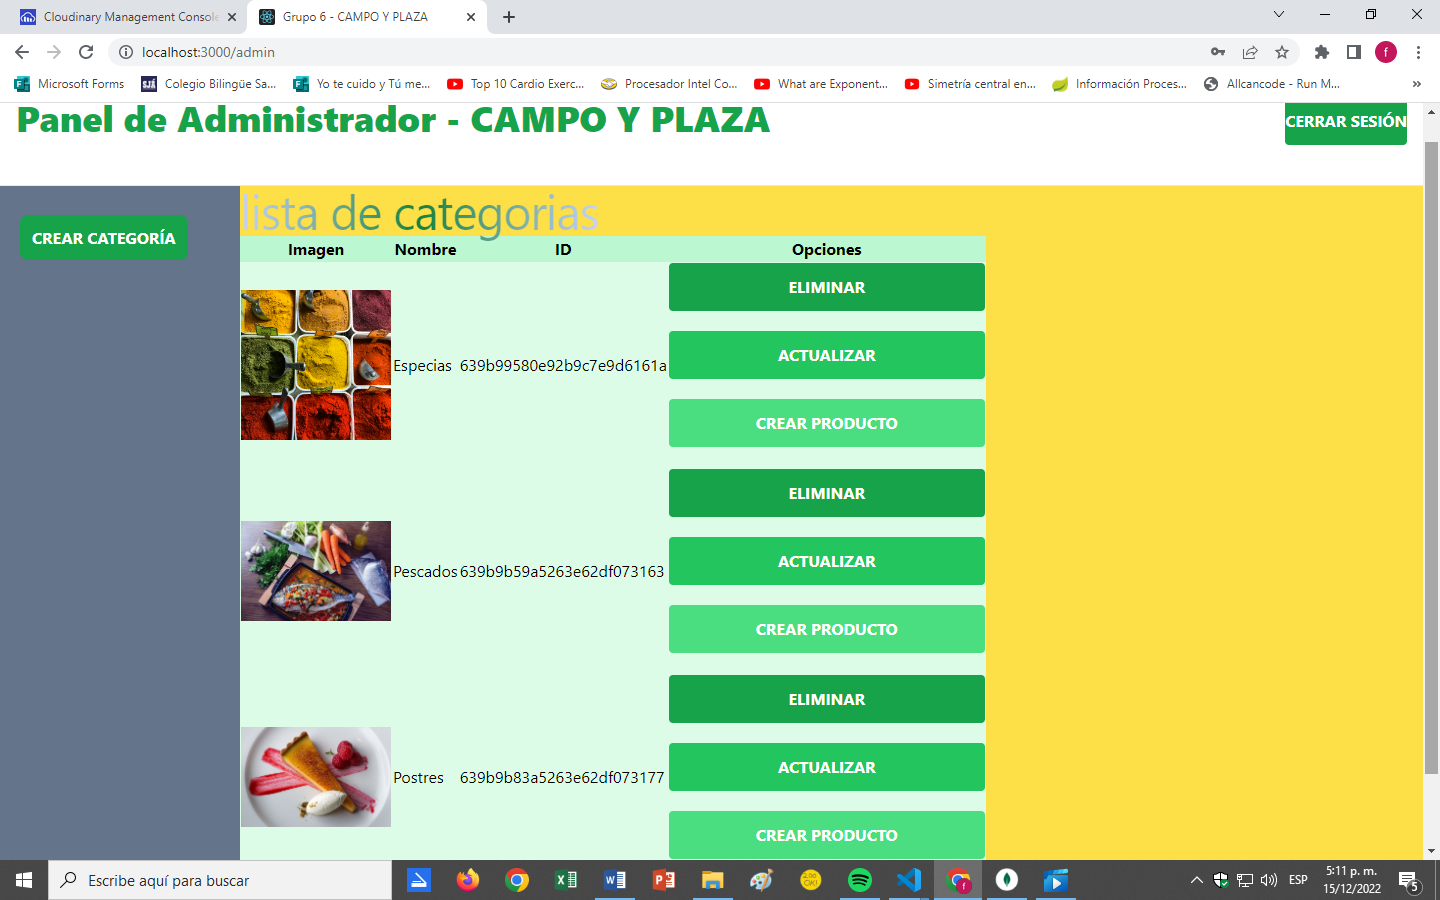 Cloudinary Management Console
Grupo 6 - CAMPO Y PLAZA
localhost:3000/admin
f
Microsoft Forms
Colegio Bilingüe Sa...
Yo te cuido y Tú me...
Top 10 Cardio Exerc...
Procesador Intel Co...
What are Exponent...
Simetría central en...
Información Proces...
Allcancode - Run M...
»
Panel de Administrador - CAMPO Y PLAZA
CERRAR SESIÓN
CREAR CATEGORÍA
lista de categorias
Imagen Nombre ID Opciones
ELIMINAR
ACTUALIZAR
Especias 639b99580e92b9c7e9d6161a
CREAR PRODUCTO
ELIMINAR
ACTUALIZAR
Pescados 639b9b59a5263e62df073163
CREAR PRODUCTO
ELIMINAR
ACTUALIZAR
Postres 639b9b83a5263e62df073177
CREAR PRODUCTO
Escribe aquí para buscar
ESP
5:11 p. m.
15/12/2022
5